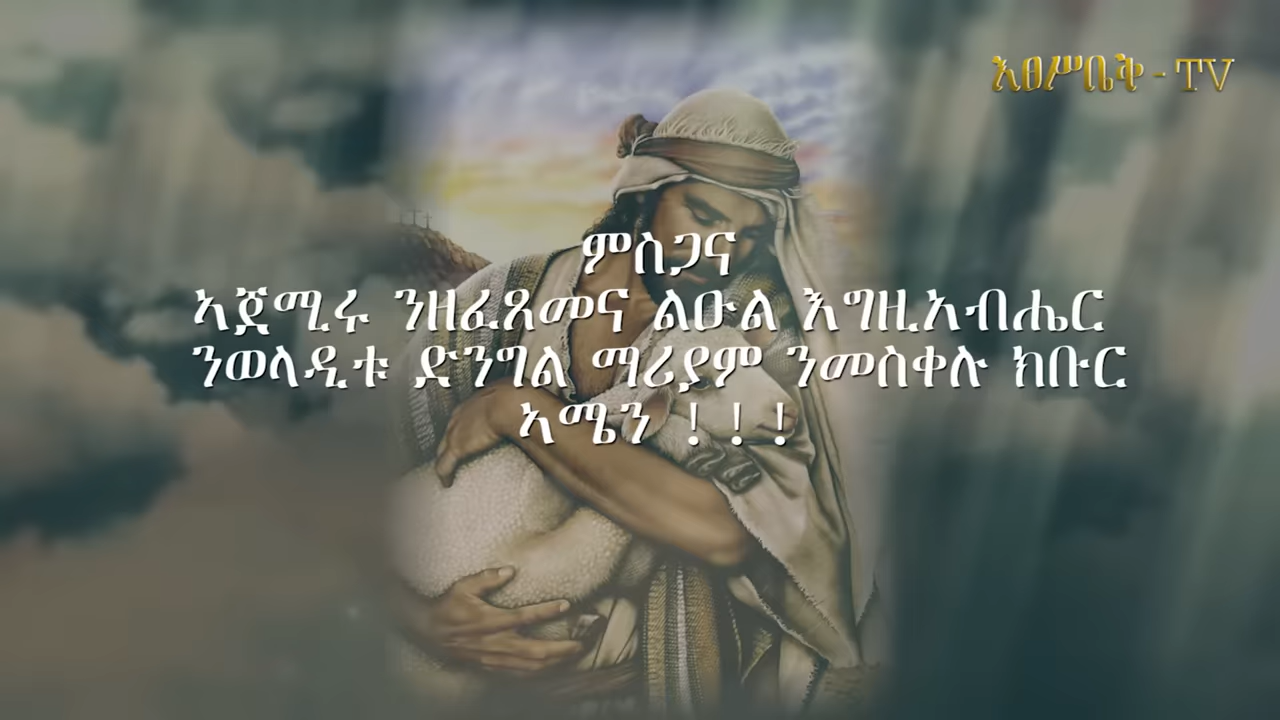 እፀሥቤቅ - TV
ምስጋና
ኣጀሚሩ ንዘፈጸመና ልዑል እግዚአብሔር
ንወላዲቱ ድንግል ማሪያም ንመስቀሉ ክቡር
ኣሜን ! ! !